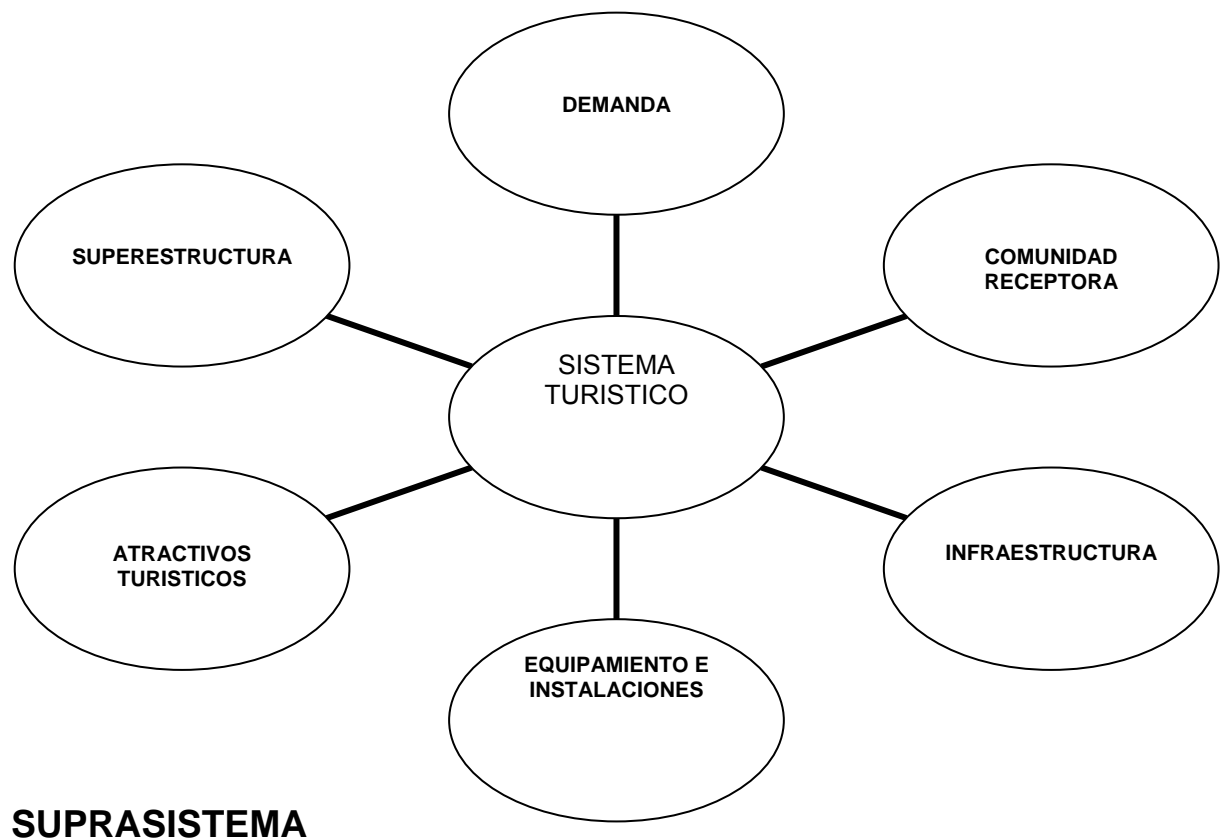 DEMANDA
SUPERESTRUCTURA
COMUNIDAD
RECEPTORA
SISTEMA
TURISTICO
ATRACTIVOS
TURISTICOS
INFRAESTRUCTURA
EQUIPAMIENTO E
INSTALACIONES
SUPRASISTEMA